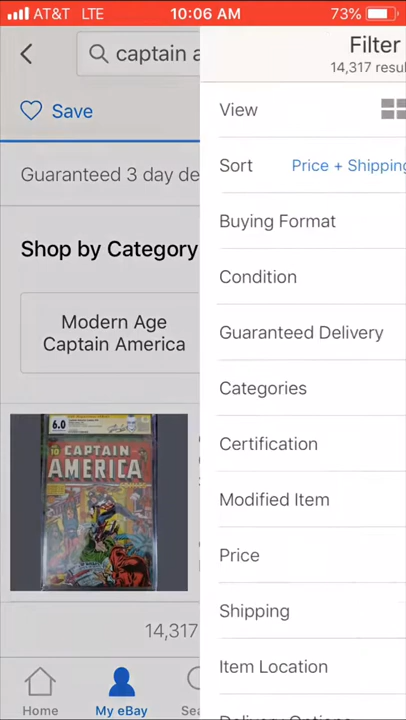 AT&T LTE 10:06 AM 73%
captain a
Save
Guaranteed 3 day de
Shop by Category
Modern Age
Captain America
6.0
CAPTAIN
AMERICA
14,317
Home
My eBay
Sea
Filter
14,317 resul
View
Sort Price + Shipping
Buying Format
Condition
Guaranteed Delivery
Categories
Certification
Modified Item
Price
Shipping
Item Location
Delivery Options